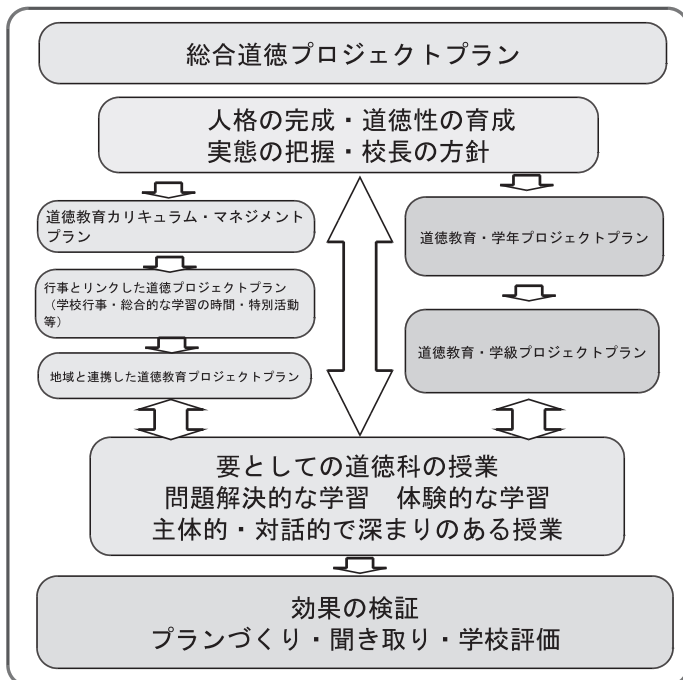 総合道徳プロジェクトプラン
人格の完成・道徳性の育成
実態の把握・校長の方針
道徳教育カリキュラム・マネジメント
プラン
行事とリンクした道徳プロジェクトプラン
（学校行事・総合的な学習の時間・特別活動
等）
地域と連携した道徳教育プロジェクトプラン
道徳教育・学年プロジェクトプラン
道徳教育・学級プロジェクトプラン
要としての道徳科の授業
問題解決的な学習　体験的な学習
主体的・対話的で深まりのある授業
効果の検証
プランづくり・聞き取り・学校評価